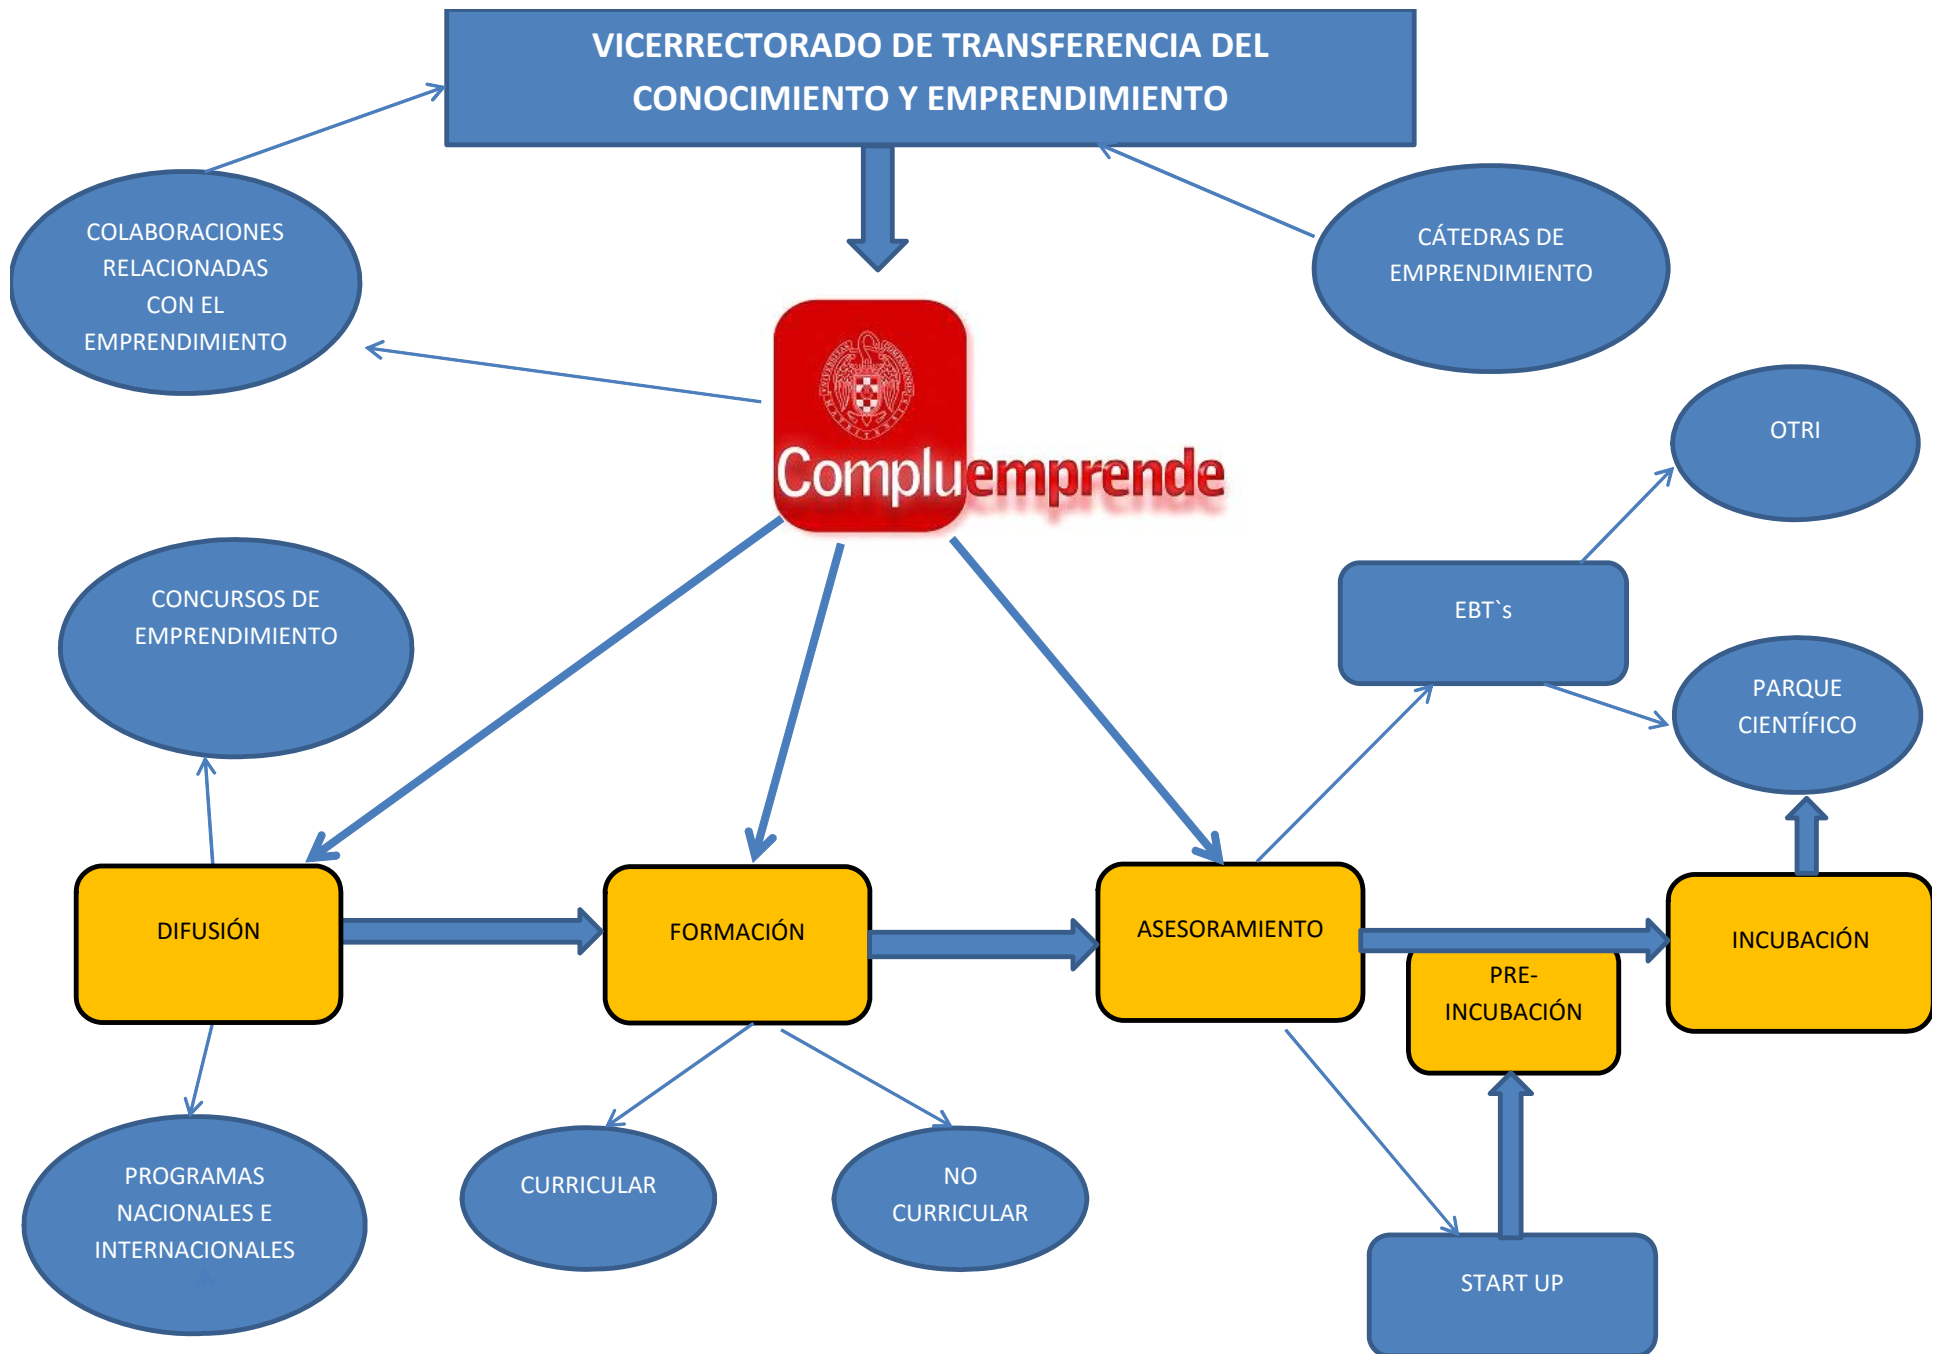 VICERRECTORADO DE TRANSFERENCIA DEL
CONOCIMIENTO Y EMPRENDIMIENTO
COLABORACIONES
RELACIONADAS
CON EL
EMPRENDIMIENTO
CÁTEDRAS DE
EMPRENDIMIENTO
Compluemprende
OTRI
CONCURSOS DE
EMPRENDIMIENTO
EBT`s
PARQUE
CIENTÍFICO
DIFUSIÓN
FORMACIÓN
ASESORAMIENTO
PRE-
INCUBACIÓN
INCUBACIÓN
PROGRAMAS
NACIONALES E
INTERNACIONALES
CURRICULAR
NO
CURRICULAR
START UP